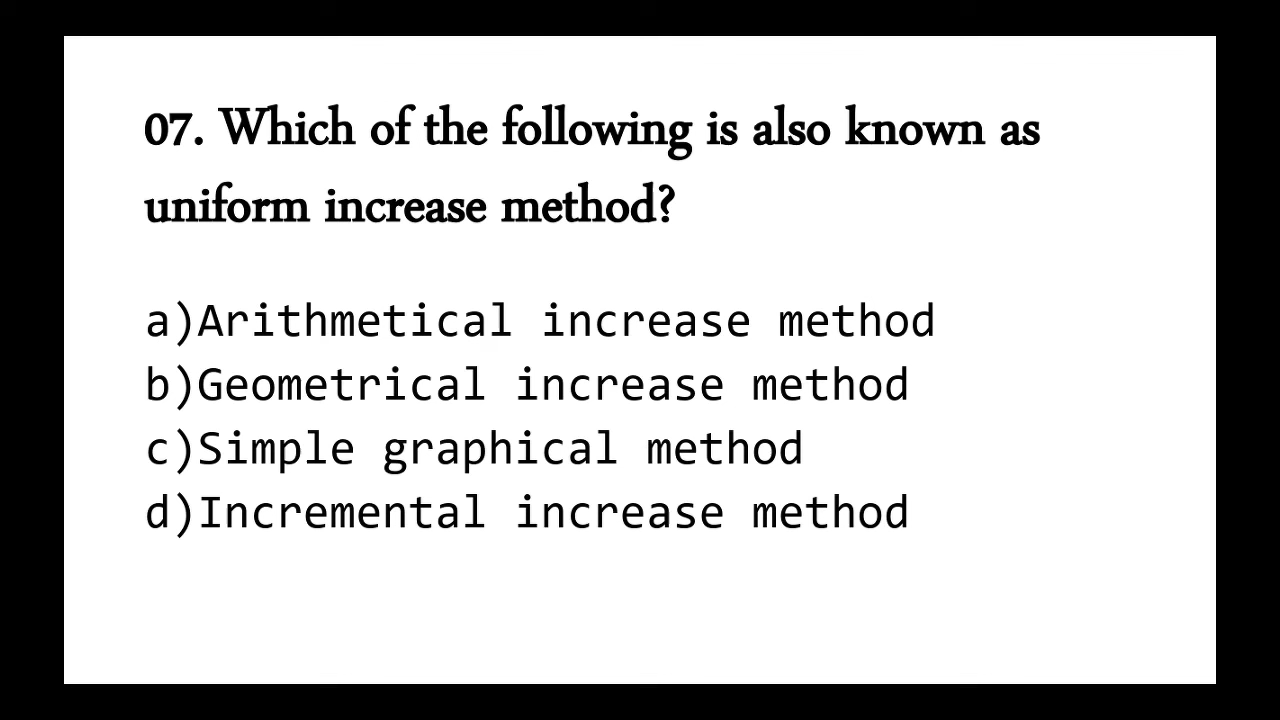 07. Which of the following is also known as
uniform increase method?
a)Arithmetical increase method
b)Geometrical increase method
c)Simple graphical method
d)Incremental increase method